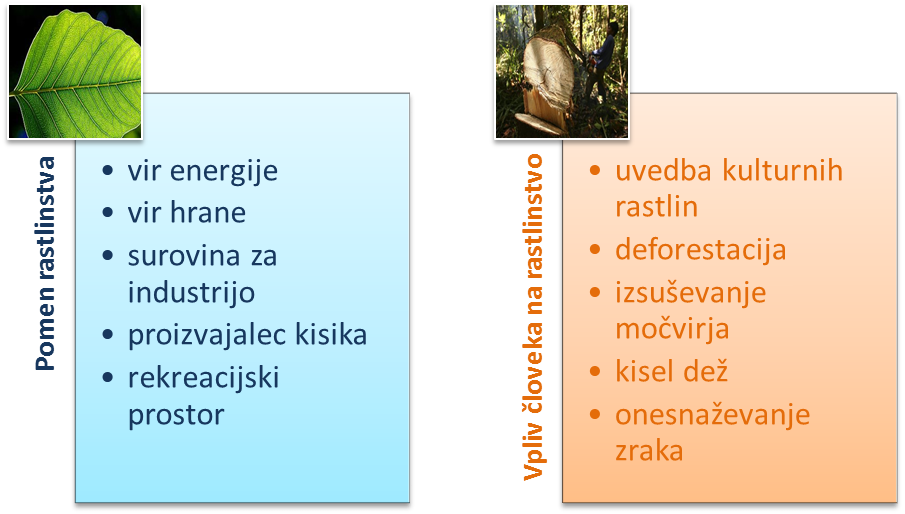 Pomen rastlinstva
• vir energije
• vir hrane
• surovina za
industrijo
• proizvajalec kisika
• rekreacijski
prostor
Vpliv človeka na rastlinstvo
• uvedba kulturnih
rastlin
• deforestacija
• izsuševanje
močvirja
• kisel dež
• onesnaževanje
zraka